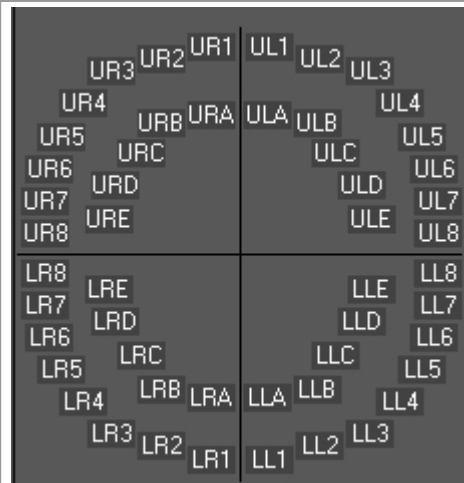 UR1 UL1
UR2 UL2
UR3 UL3
UR4 UL4
URB URA ULA ULB
UR5 UL5
URC ULC
UR6 UL6
URD ULD
UR7 UL7
URE ULE
UR8 UL8
LR8 LL8
LRE LLE
LR7 LL7
LRD LLD
LR6 LL6
LRC LLC
LR5 LL5
LRB LRA LLA LLB
LR4 LL4
LR3 LL3
LR2 LL2
LR1 LL1